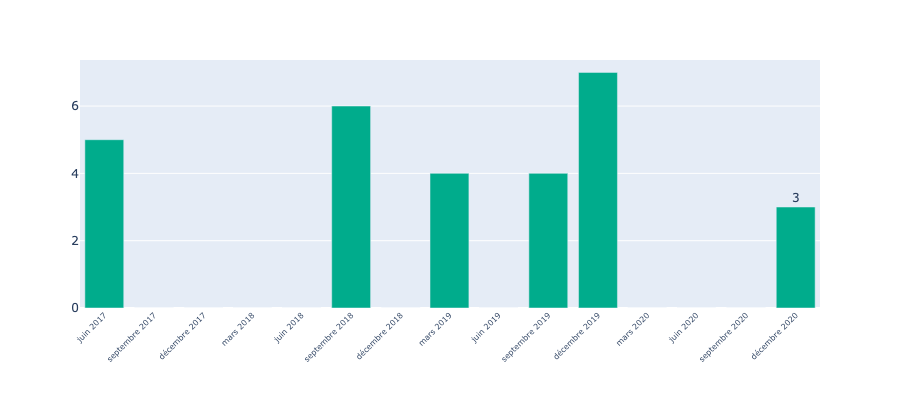 6
4
2
0
3
juin 2017
septembre 2017
décembre 2017
mars 2018
juin 2018
septembre 2018
décembre 2018
mars 2019
juin 2019
septembre 2019
décembre 2019
mars 2020
juin 2020
septembre 2020
décembre 2020